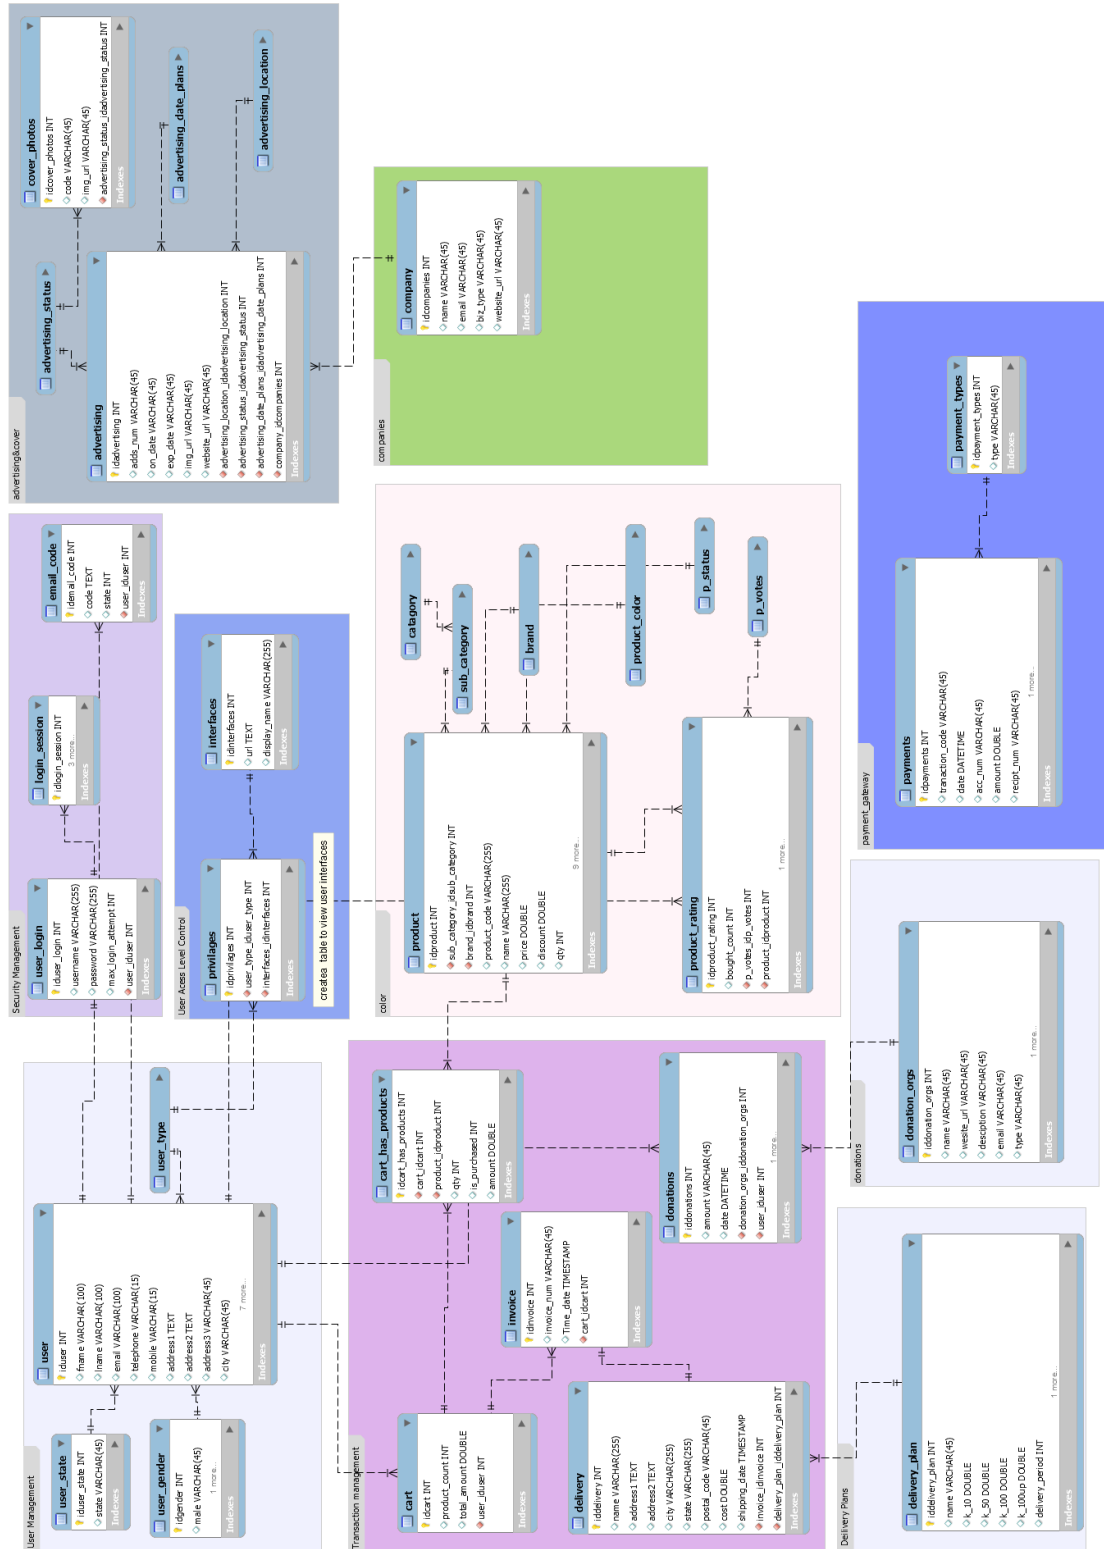 User Management
user_state
iduser_state INT
state VARCHAR(45)
Indexes
user_gender
idgender INT
male VARCHAR(45)
1 more...
Indexes
user
iduser INT
fname VARCHAR(100)
lname VARCHAR(100)
email VARCHAR(100)
telephone VARCHAR(15)
mobile VARCHAR(15)
address1 TEXT
address2 TEXT
address3 VARCHAR(45)
city VARCHAR(45)
7 more...
Indexes
user_type
Security Management
user_login
iduser_login INT
username VARCHAR(255)
password VARCHAR(255)
max_login_attempt INT
user_iduser INT
Indexes
login_session
idlogin_session INT
3 more...
Indexes
email_code
idemail_code INT
code TEXT
state INT
user_iduser INT
Indexes
User Acess Level Control
privilages
idprivilages INT
user_type_iduser_type INT
interfaces_idinterfaces INT
Indexes
interfaces
idinterfaces INT
url TEXT
display_name VARCHAR(255)
Indexes
createa table to view user interfaces
advertising&cover
advertising_status
cover_photos
idcover_photos INT
code VARCHAR(45)
img_url VARCHAR(45)
advertising_status_idadvertising_status INT
Indexes
advertising
idadvertising INT
adds_num VARCHAR(45)
on_date VARCHAR(45)
exp_date VARCHAR(45)
img_url VARCHAR(45)
website_url VARCHAR(45)
advertising_location_idadvertising_location INT
advertising_status_idadvertising_status INT
advertising_date_plans_idadvertising_date_plans INT
company_idcompanies INT
Indexes
advertising_date_plans
advertising_location
Transaction management
cart
idcart INT
product_count INT
total_amount DOUBLE
user_iduser INT
Indexes
cart_has_products
idcart_has_products INT
cart_idcart INT
product_idproduct INT
qty INT
is_purchased INT
amount DOUBLE
Indexes
invoice
idinvoice INT
invoice_num VARCHAR(45)
Time_date TIMESTAMP
cart_idcart INT
Indexes
delivery
iddelivery INT
name VARCHAR(255)
address1 TEXT
address2 TEXT
city VARCHAR(255)
state VARCHAR(255)
postal_code VARCHAR(45)
cost DOUBLE
shipping_date TIMESTAMP
invoice_idinvoice INT
delivery_plan_iddelivery_plan INT
Indexes
donations
iddonations INT
amount VARCHAR(45)
date DATETIME
donation_orgs_iddonation_orgs INT
user_iduser INT
1 more...
Indexes
color
product
idproduct INT
sub_category_idsub_category INT
brand_idbrand INT
product_code VARCHAR(255)
name VARCHAR(255)
price DOUBLE
discount DOUBLE
qty INT
9 more...
Indexes
catagory
sub_category
brand
product_color
p_status
p_votes
product_rating
idproduct_rating INT
bought_count INT
p_votes_idp_votes INT
product_idproduct INT
1 more...
Indexes
companies
company
idcompanies INT
name VARCHAR(45)
email VARCHAR(45)
biz_type VARCHAR(45)
website_url VARCHAR(45)
Indexes
Deilivery Plans
delivery_plan
iddelivery_plan INT
name VARCHAR(45)
k_10 DOUBLE
k_50 DOUBLE
k_100 DOUBLE
k_100up DOUBLE
delivery_period INT
1 more...
Indexes
donations
donation_orgs
iddonation_orgs INT
name VARCHAR(45)
wesite_url VARCHAR(45)
desciption VARCHAR(45)
email VARCHAR(45)
type VARCHAR(45)
1 more...
Indexes
payment_gateway
payments
idpayments INT
tranaction_code VARCHAR(45)
date DATETIME
acc_num VARCHAR(45)
amount DOUBLE
recipt_num VARCHAR(45)
1 more...
Indexes
payment_types
idpayment_types INT
type VARCHAR(45)
Indexes